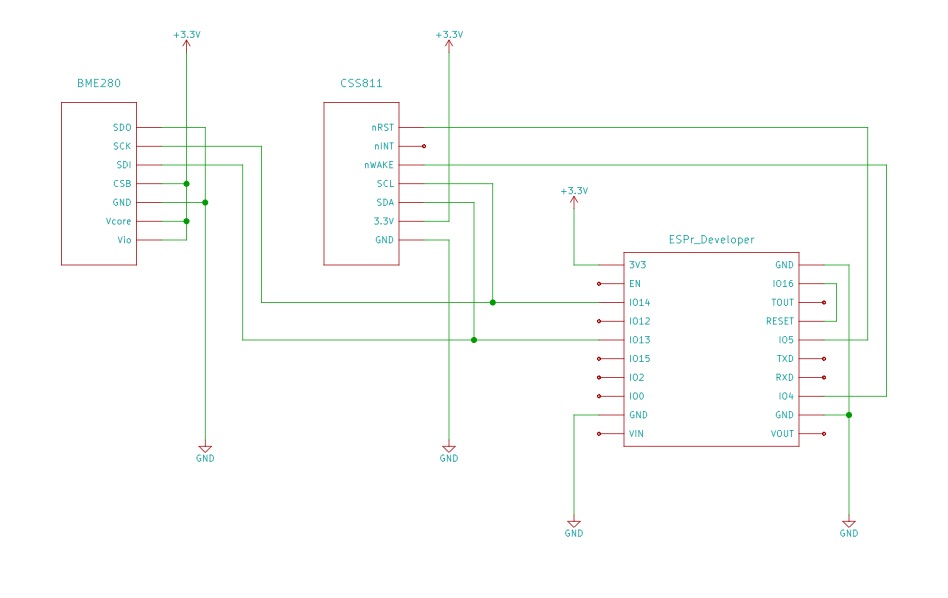 +3.3V
+3.3V
BME280
CSS811
SDO
SCK
SDI
CSB
GND
Vcore
Vio
nRST
nINT
nWAKE
SCL
SDA
3.3V
GND
+3.3V
ESPr_Developer
3V3
EN
IO14
IO12
IO13
IO15
IO2
IO0
GND
VIN
GND
IO16
TOUT
RESET
IO5
TXD
RXD
IO4
GND
VOUT
GND
GND
GND
GND